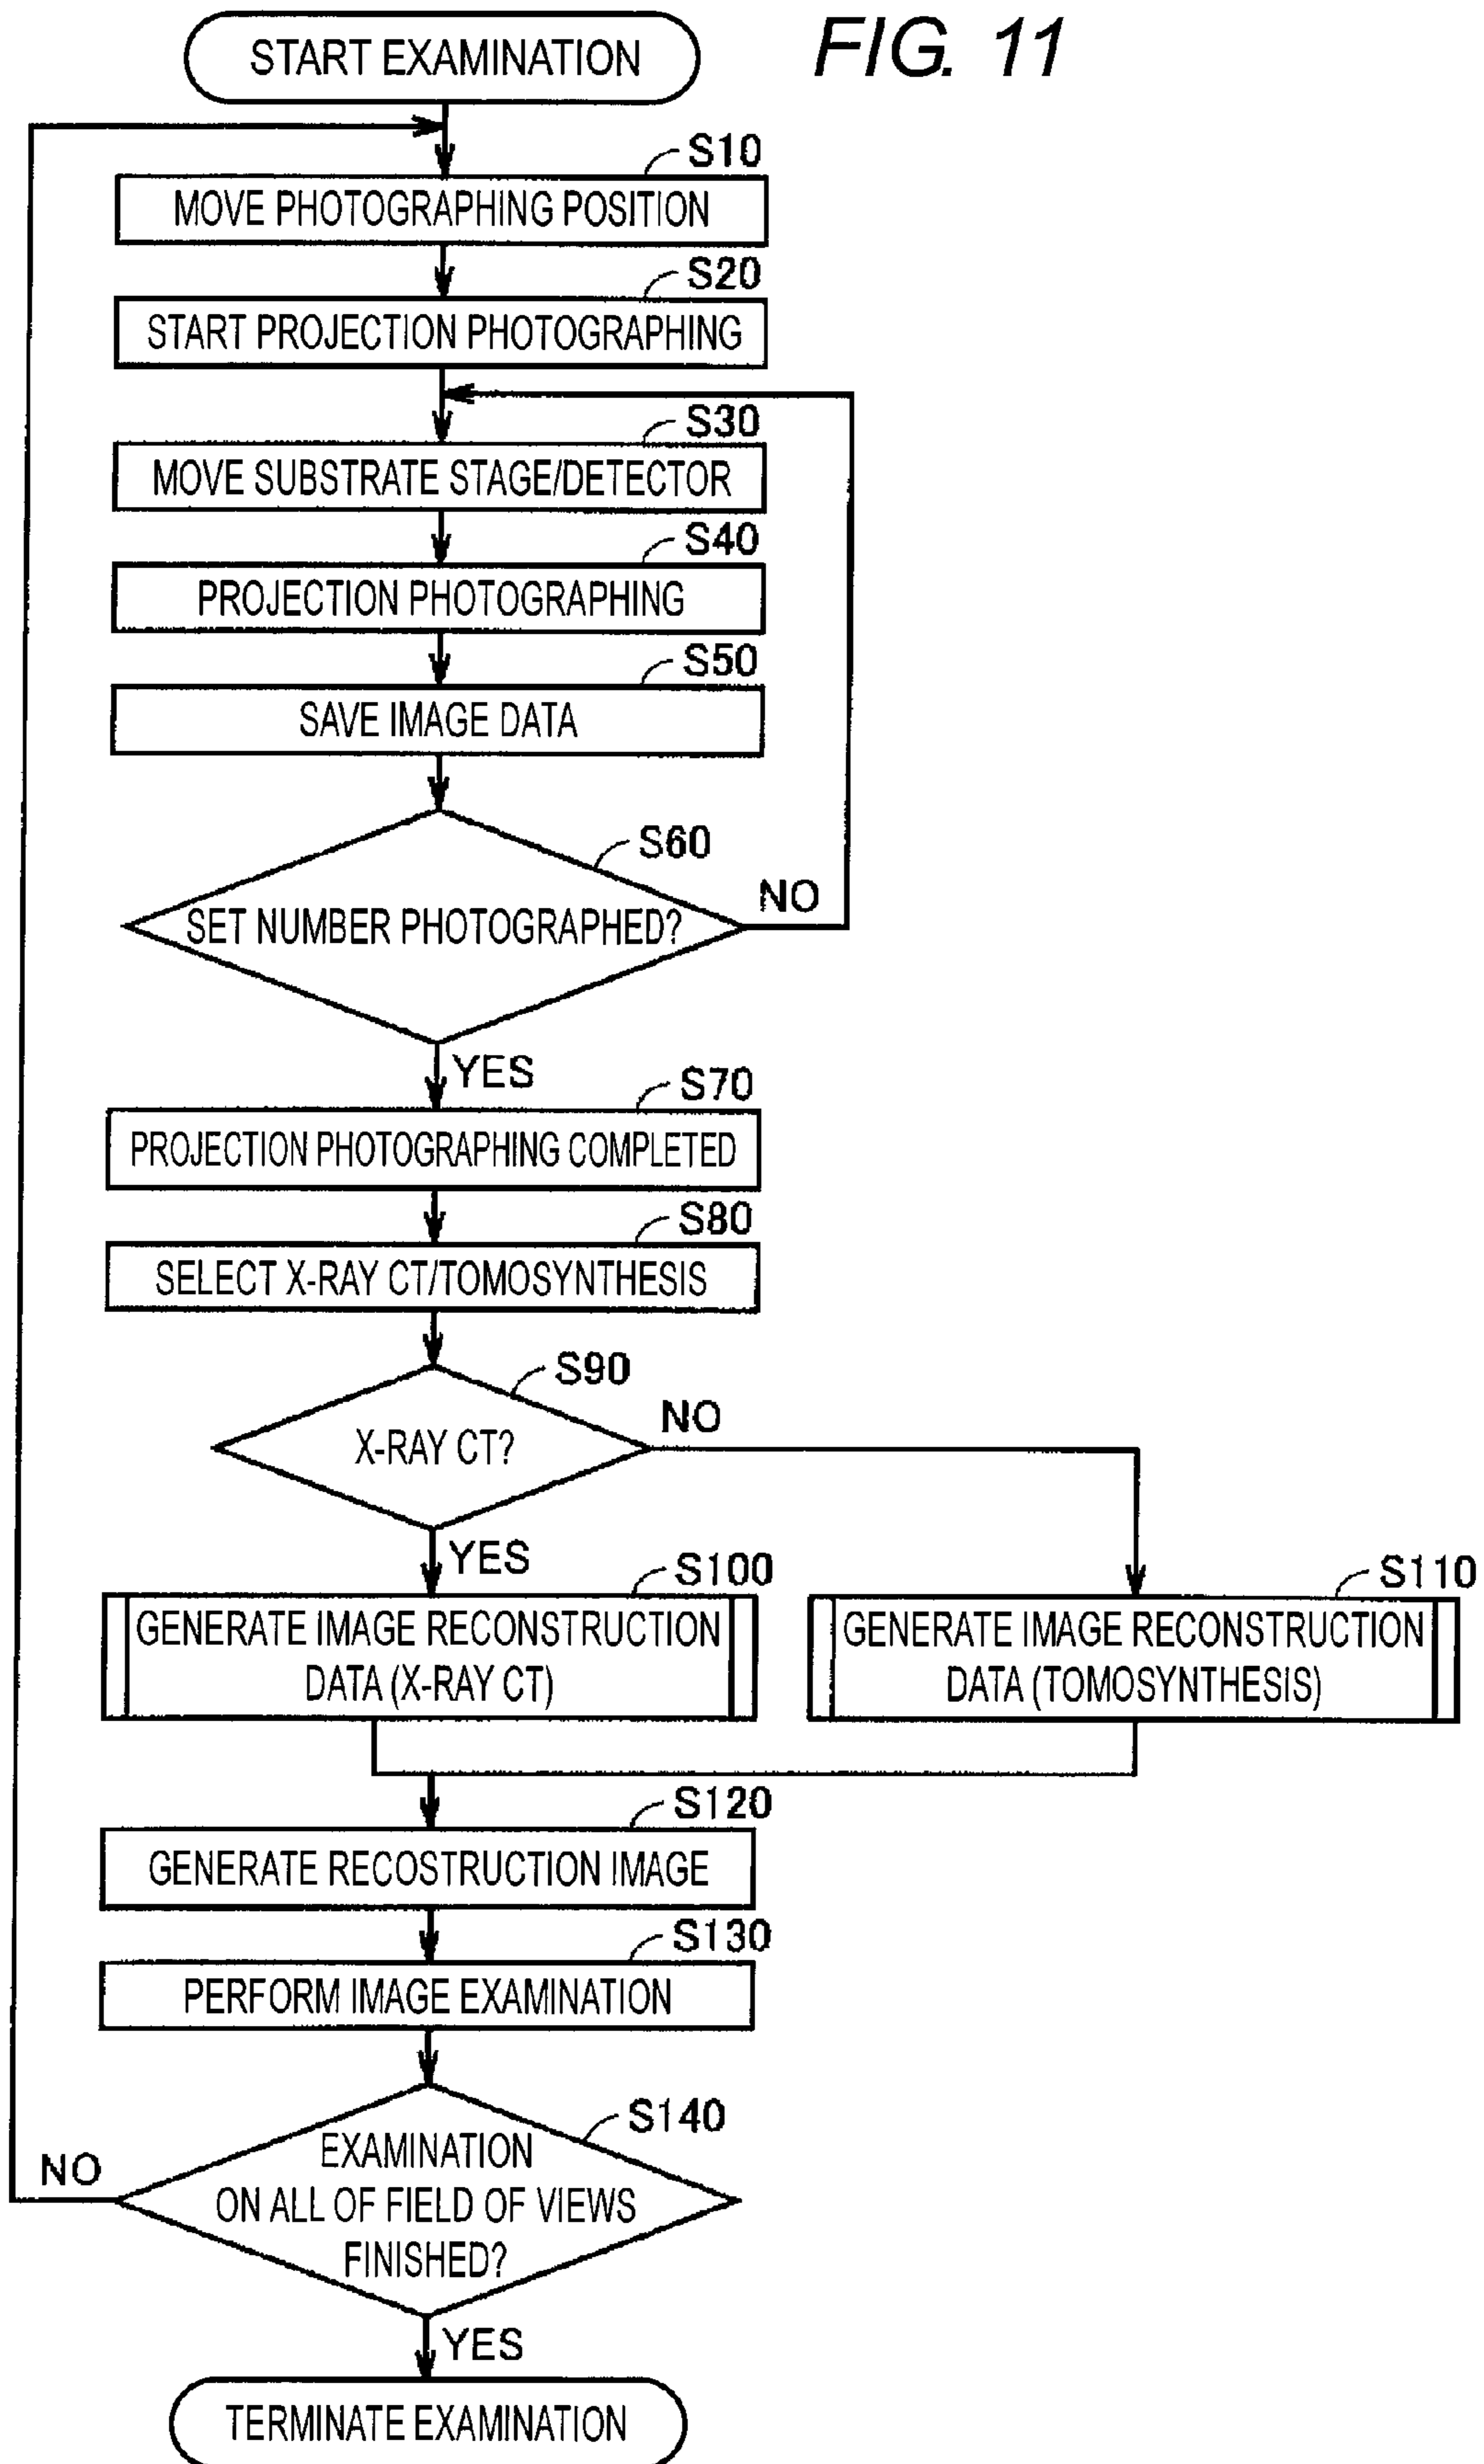 FIG. 11
START EXAMINATION
S10
MOVE PHOTOGRAPHING POSITION
S20
START PROJECTION PHOTOGRAPHING
S30
MOVE SUBSTRATE STAGE/DETECTOR
S40
PROJECTION PHOTOGRAPHING
S50
SAVE IMAGE DATA
S60
SET NUMBER PHOTOGRAPHED?
NO
YES
S70
PROJECTION PHOTOGRAPHING COMPLETED
S80
SELECT X-RAY CT/TOMOSYNTHESIS
S90
X-RAY CT?
NO
YES
S100
GENERATE IMAGE RECONSTRUCTION
DATA (X-RAY CT)
S110
GENERATE IMAGE RECONSTRUCTION
DATA (TOMOSYNTHESIS)
S120
GENERATE RECOSTRUCTION IMAGE
S130
PERFORM IMAGE EXAMINATION
S140
EXAMINATION
ON ALL OF FIELD OF VIEWS
FINISHED?
NO
YES
TERMINATE EXAMINATION